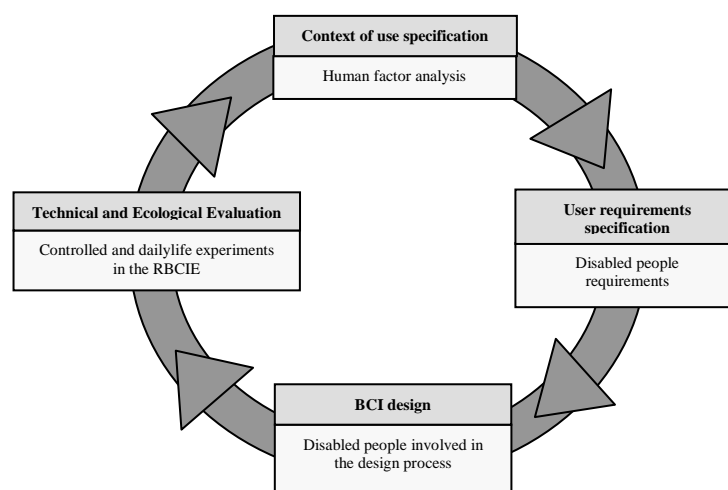 Context of use specification
Human factor analysis
Technical and Ecological Evaluation
Controlled and dailylife experiments
in the RBCIE
User requirements
specification
Disabled people
requirements
BCI design
Disabled people involved in
the design process